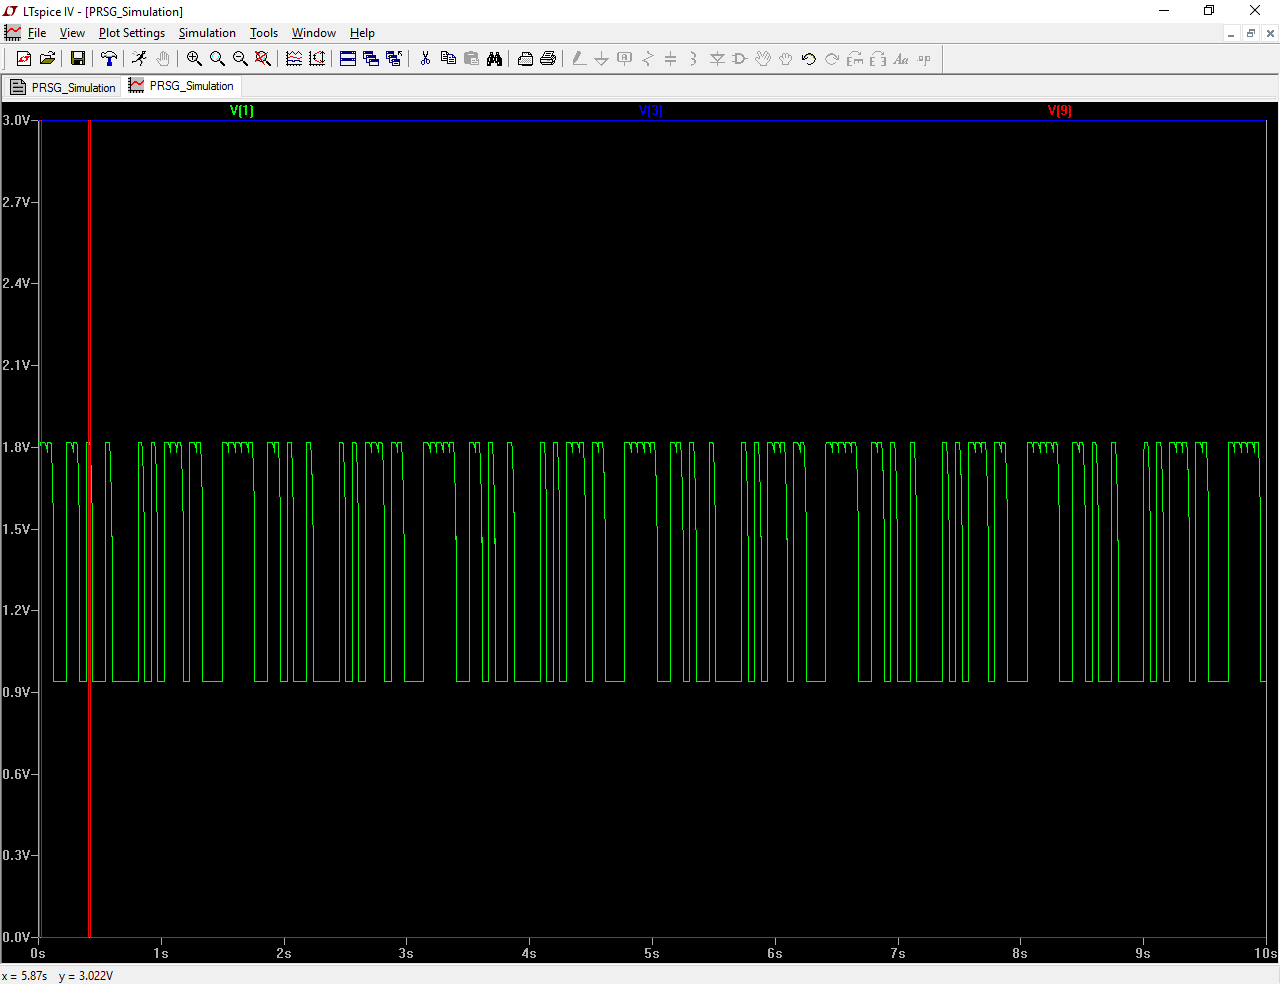 LTspice IV - [PRSG_Simulation]
File View Plot Settings Simulation Tools Window Help
PRSG_Simulation PRSG_Simulation
V(1) V(3) V(9)
3.0V
2.7V
2.4V
2.1V
1.8V
1.5V
1.2V
0.9V
0.6V
0.3V
0.0V
0s 1s 2s 3s 4s 5s 6s 7s 8s 9s 10s
x = 5.87s y = 3.022V